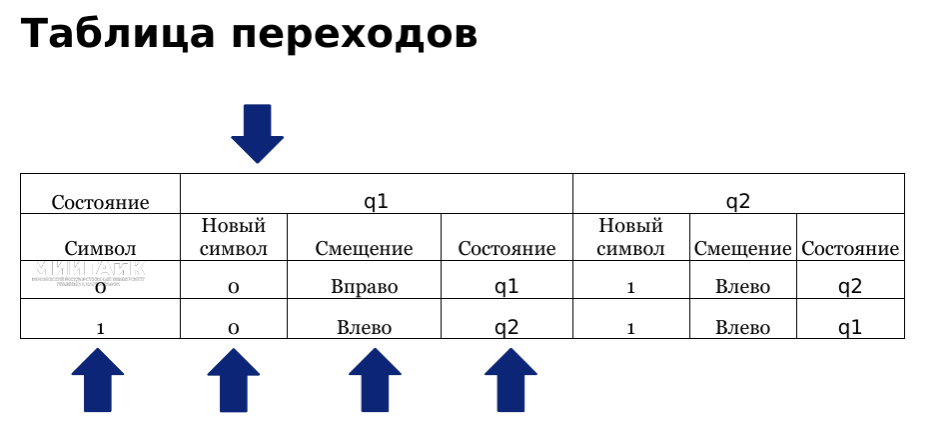 Таблица переходов
Состояние q1 q2
Символ Новый символ Смещение Состояние Новый символ Смещение Состояние
МИИГАиК
0 0 Вправо q1 1 Влево q2
1 0 Влево q2 1 Влево q1